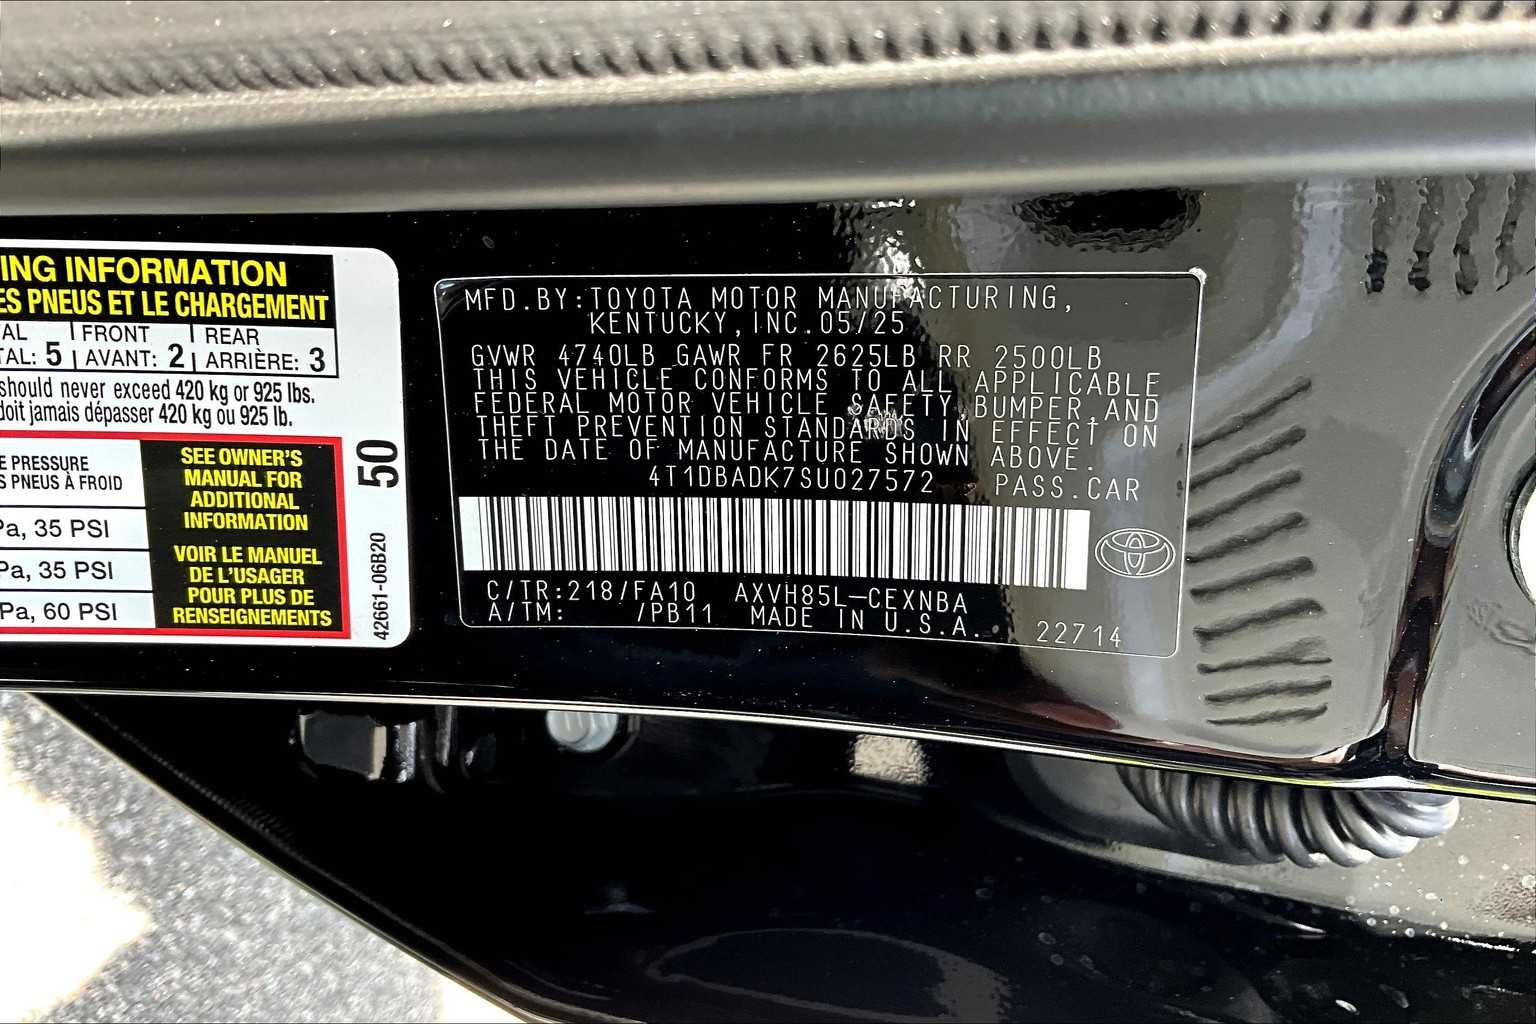 ING INFORMATION
ES PNEUS ET LE CHARGEMENT
AL FRONT REAR
TAL: 5 AVANT: 2 ARRIÈRE: 3
should never exceed 420 kg or 925 lbs.
doit jamais dépasser 420 kg ou 925 lb.
E PRESSURE
S PNEUS À FROID
Pa, 35 PSI
Pa, 35 PSI
Pa, 60 PSI
SEE OWNER'S
MANUAL FOR
ADDITIONAL
INFORMATION
VOIR LE MANUEL
DE L'USAGER
POUR PLUS DE
RENSEIGNEMENTS
50
42661-06B20
MFD.BY:TOYOTA MOTOR MANUFACTURING,
KENTUCKY,INC.05/25
GVWR 4740LB GAWR FR 2625LB RR 2500LB
THIS VEHICLE CONFORMS TO ALL APPLICABLE
FEDERAL MOTOR VEHICLE SAFETY,BUMPER,AND
THEFT PREVENTION STANDARDS IN EFFECT ON
THE DATE OF MANUFACTURE SHOWN ABOVE.
4T1DBADK7SU027572 PASS.CAR
C/TR:218/FA10 AXVH85L-CEXNBA
A/TM: /PB11 MADE IN U.S.A. 22714